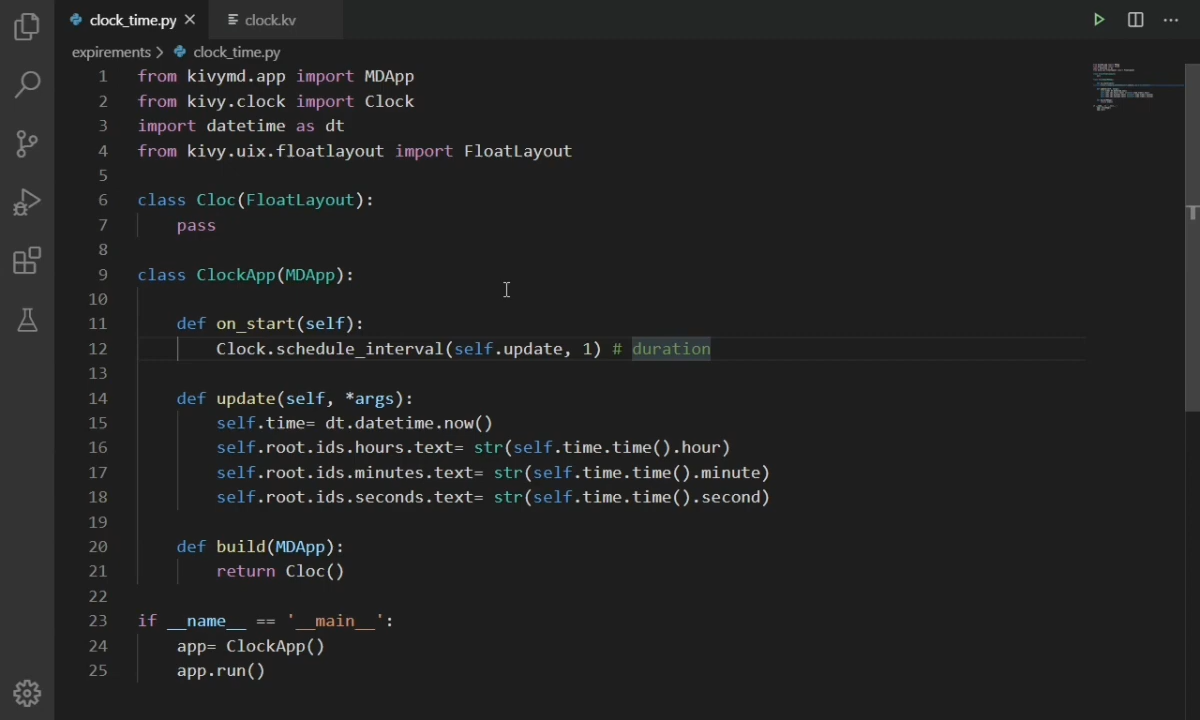 clock_time.py
clock.kv
expirements > clock_time.py
1 from kivymd.app import MDApp
2 from kivy.clock import Clock
3 import datetime as dt
4 from kivy.uix.floatlayout import FloatLayout
5
6 class Cloc(FloatLayout):
7     pass
8
9 class ClockApp(MDApp):
10
11     def on_start(self):
12         Clock.schedule_interval(self.update, 1) # duration
13
14     def update(self, *args):
15         self.time= dt.datetime.now()
16         self.root.ids.hours.text= str(self.time.time().hour)
17         self.root.ids.minutes.text= str(self.time.time().minute)
18         self.root.ids.seconds.text= str(self.time.time().second)
19
20     def build(MDApp):
21         return Cloc()
22
23 if __name__ == '__main__':
24     app= ClockApp()
25     app.run()